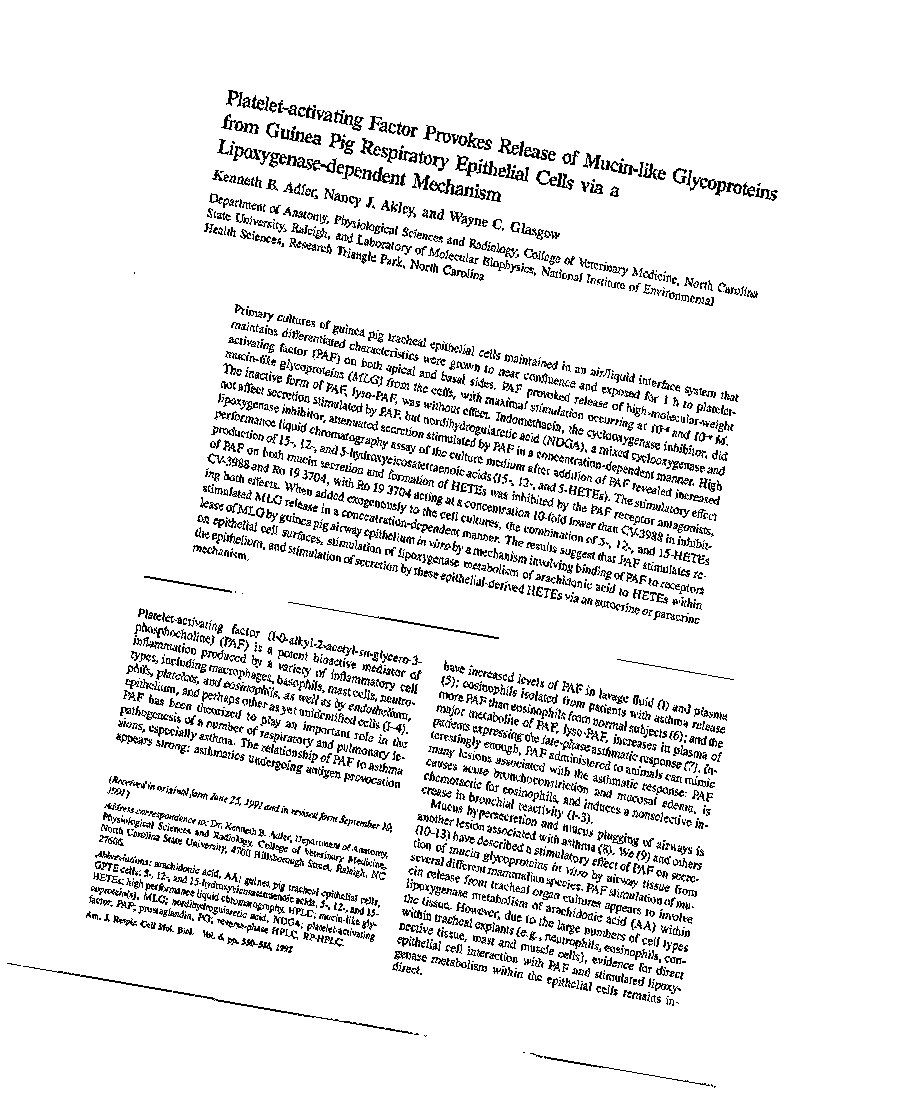 Platelet-activating Factor Provokes Release of Mucin-like Glycoproteins
from Guinea Pig Respiratory Epithelial Cells via a
Lipoxygenase-dependent Mechanism
Kenneth B. Adler, Nancy J. Akley, and Wayne C. Glasgow
Department of Anatomy, Physiological Sciences and Radiology, College of Veterinary Medicine, North Carolina
State University, Raleigh, and Laboratory of Molecular Biophysics, National Institute of Environmental
Health Sciences, Research Triangle Park, North Carolina
Primary cultures of guinea pig tracheal epithelial cells maintained in an air/liquid interface system that
maintains differentiated characteristics were grown to near confluence and exposed for 1 h to platelet-
activating factor (PAF) on both apical and basal sides. PAF provoked release of high-molecular-weight
mucin-like glycoproteins (MLG) from the cells, with maximal stimulation occurring at and M.
The inactive form of PAF, lyso-PAF, was without effect. Indomethacin, the cyclooxygenase inhibitor, did
not affect secretion stimulated by PAF, but nordihydroguiaretic acid (NDGA), a mixed cyclooxygenase and
lipoxygenase inhibitor, attenuated secretion stimulated by PAF in a concentration-dependent manner. High
performance liquid chromatography assay of the culture medium after addition of PAF revealed increased
production of 15-, 12-, and 5-hydroxyeicosatetraenoic acids (15-, 12-, and 5-HETEs). The stimulatory effect
of PAF on both mucin secretion and formation of HETEs was inhibited by the PAF receptor antagonists,
CV-3988 and Ro 19 3704, with Ro 19 3704 acting at a concentration 10-fold lower than CV-3988 in inhibit-
ing both effects. When added exogenously to the cell cultures, the combination of 5-, 12-, and 15-HETEs
stimulated MLG release in a concentration-dependent manner. The results suggest that PAF stimulates re-
lease of MLG by guinea pig airway epithelium in vitro by a mechanism involving binding of PAF to receptors
on epithelial cell surfaces, stimulation of lipoxygenase metabolism of arachidonic acid to HETEs within
the epithelium, and stimulation of secretion by these epithelial-derived HETEs via an autocrine or paracrine
mechanism.
Platelet-activating factor (1-0-alkyl-2-acetyl-sn-glycero-3-
phosphocholine) (PAF) is a potent bioactive mediator of
inflammation produced by a variety of inflammatory cell
types, including macrophages, basophils, mast cells, neutro-
phils, platelets, and eosinophils, as well as by endothelium,
epithelium, and perhaps other as yet unidentified cells (1-4).
PAF has been theorized to play an important role in the
pathogenesis of a number of respiratory and pulmonary le-
sions, especially asthma. The relationship of PAF to asthma
appears strong: asthmatics undergoing antigen provocation
(Received in original form June 25, 1991 and in revised form September 10,
1991)
Address correspondence to: Dr. Kenneth B. Adler, Department of Anatomy,
Physiological Sciences and Radiology, College of Veterinary Medicine,
North Carolina State University, 4700 Hillsborough Street, Raleigh, NC
27606.
Abbreviations: arachidonic acid, AA; guinea pig tracheal epithelial cells,
GPTE cells; 5-, 12-, and 15-hydroxyeicosatetraenoic acids, 5-, 12-, and 15-
HETEs; high performance liquid chromatography, HPLC; mucin-like gly-
coprotein(s), MLG; nordihydroguiaretic acid, NDGA; platelet-activating
factor, PAF; prostaglandin, PG; reverse-phase HPLC, RP-HPLC.
Am. J. Respir. Cell Mol. Biol. Vol. 6, pp. 550-556, 1992
have increased levels of PAF in lavage fluid (1) and plasma
(5); eosinophils isolated from patients with asthma release
more PAF than eosinophils from normal subjects (6); and the
major metabolite of PAF, lyso-PAF, increases in plasma of
patients expressing the late-phase asthmatic response (7). In-
terestingly enough, PAF administered to animals can mimic
many lesions associated with the asthmatic response: PAF
causes acute bronchoconstriction and mucosal edema, is
chemotactic for eosinophils, and induces a nonselective in-
crease in bronchial reactivity (1-3).
Mucus hypersecretion and mucus plugging of airways is
another lesion associated with asthma (8). We (9) and others
(10-13) have described a stimulatory effect of PAF on secre-
tion of mucin glycoproteins in vitro by airway tissue from
several different mammalian species. PAF stimulation of mu-
cin release from tracheal organ cultures appears to involve
lipoxygenase metabolism of arachidonic acid (AA) within
the tissue. However, due to the large numbers of cell types
within tracheal explants (e.g., neutrophils, eosinophils, con-
nective tissue, mast and muscle cells), evidence for direct
epithelial cell interaction with PAF and stimulated lipoxy-
genase metabolism within the epithelial cells remains in-
direct.